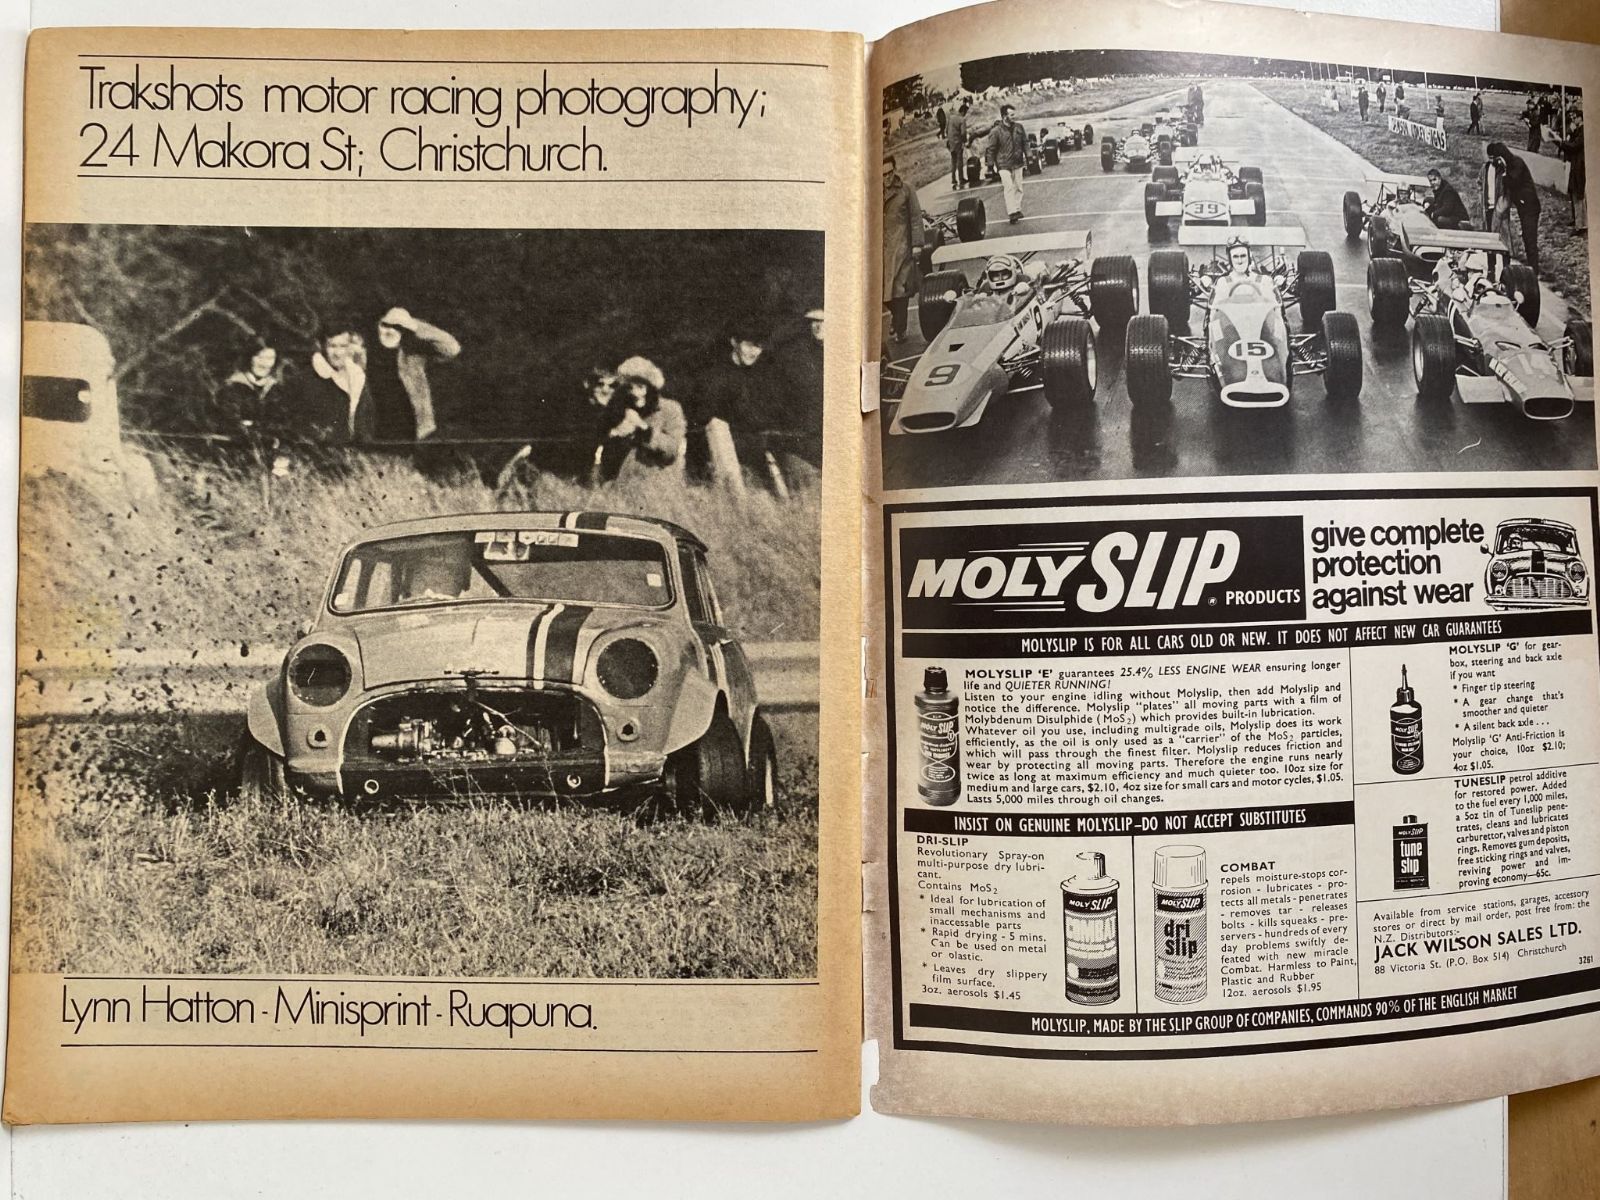 Trakshots motor racing photography;
24 Makora St; Christchurch.
Lynn Hatton - Minisprint - Ruapuna.
39
9
15
MOLYSLIP ® PRODUCTS
give complete
protection
against wear
MOLYSLIP IS FOR ALL CARS OLD OR NEW. IT DOES NOT AFFECT NEW CAR GUARANTEES
MOLYSLIP 'E' guarantees 25.4% LESS ENGINE WEAR ensuring longer
life and QUIETER RUNNING!
Listen to your engine idling without Molyslip, then add Molyslip and
notice the difference. Molyslip "plates" all moving parts with a film of
Molybdenum Disulphide (MoS2) which provides built-in lubrication.
Whatever oil you use, including multigrade oils, Molyslip does its work
efficiently, as the oil is only used as a "carrier" of the MoS2 particles,
which will pass through the finest filter. Molyslip reduces friction and
wear by protecting all moving parts. Therefore the engine runs nearly
twice as long at maximum efficiency and much quieter too. 10oz size for
medium and large cars, $2.10, 4oz size for small cars and motor cycles, $1.05.
Lasts 5,000 miles through oil changes.
MOLYSLIP 'G' for gear-
box, steering and back axle
if you want
* Finger tip steering
* A gear change that's
smoother and quieter
* A silent back axle . . .
Molyslip 'G' Anti-Friction is
your choice, 10oz $2.10;
4oz $1.05.
INSIST ON GENUINE MOLYSLIP-DO NOT ACCEPT SUBSTITUTES
DRI-SLIP
Revolutionary Spray-on
multi-purpose dry lubri-
cant.
Contains MoS2
* Ideal for lubrication of
small mechanisms and
inaccessable parts
* Rapid drying - 5 mins.
Can be used on metal
or plastic.
* Leaves dry slippery
film surface.
3oz. aerosols $1.45
MOLYSLIP
MOLYSLIP
dri
slip
COMBAT
repels moisture-stops cor-
rosion - lubricates - pro-
tects all metals - penetrates
- removes tar - releases
bolts - kills squeaks - pre-
servers - hundreds of every
day problems swiftly de-
feated with new miracle
Combat. Harmless to Paint,
Plastic and Rubber
12oz. aerosols $1.95
MOLYSLIP
tune
slip
TUNESLIP petrol additive
for restored power. Added
to the fuel every 1,000 miles,
a 5oz tin of Tuneslip pene-
trates, cleans and lubricates
carburettor, valves and piston
rings. Removes gum deposits,
free sticking rings and valves,
reviving power and im-
proving economy—65c.
Available from service stations, garages, accessory
stores or direct by mail order, post free from: the
N.Z. Distributors:-
JACK WILSON SALES LTD.
88 Victoria St. (P.O. Box 514) Christchurch
3261
MOLYSLIP, MADE BY THE SLIP GROUP OF COMPANIES, COMMANDS 90% OF THE ENGLISH MARKET